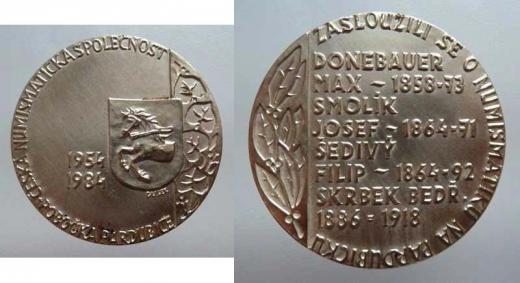 ČESKÁ NUMISMATICKÁ SPOLEČNOST
POBOČKA PARDUBICE
1954
1984
ZASLOUŽILI SE O NUMISMATIKU NA PARDUBICKU
DONEBAUER
MAX - 1858-73
SMOLÍK
JOSEF - 1864-71
ŠEDIVÝ
FILIP - 1864-92
SKRBEK BEDŘ.
1886 - 1918